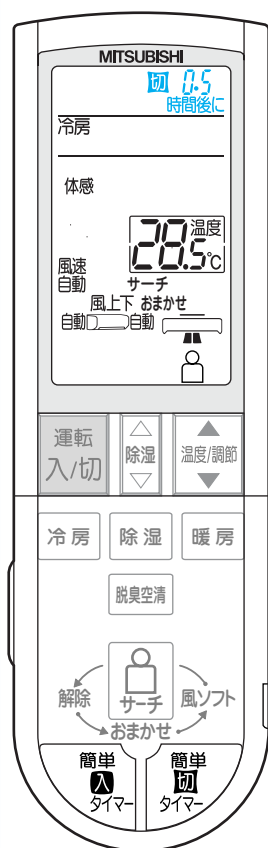 MITSUBISHI
切 0.5
時間後に
冷房
体感
28.5℃ 温度
風速
自動 サーチ
風上下 おまかせ
自動 自動
運転
入/切
△
除湿
▽
▲
温度/調節
▼
冷房 除湿 暖房
脱臭空清
解除 サーチ 風ソフト
おまかせ
簡単
入
タイマー
簡単
切
タイマー